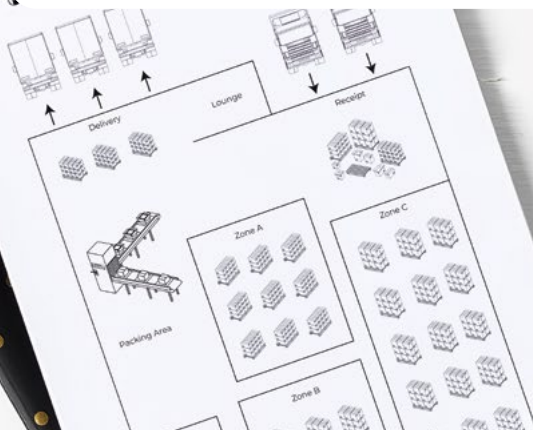 Lounge
Delivery
Receipt
Zone A
Zone C
Packing Area
Zone B